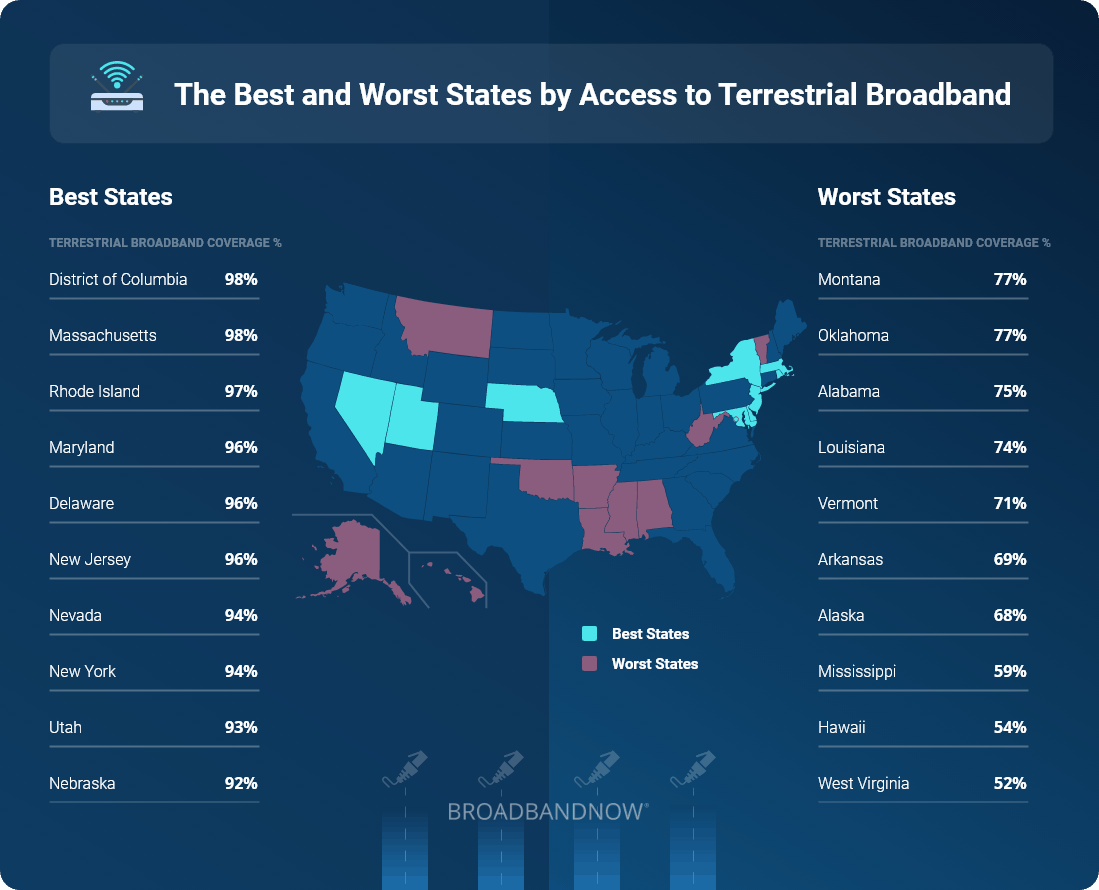 The Best and Worst States by Access to Terrestrial Broadband
Best States
TERRESTRIAL BROADBAND COVERAGE %
District of Columbia 98%
Massachusetts 98%
Rhode Island 97%
Maryland 96%
Delaware 96%
New Jersey 96%
Nevada 94%
New York 94%
Utah 93%
Nebraska 92%
Best States
Worst States
Worst States
TERRESTRIAL BROADBAND COVERAGE %
Montana 77%
Oklahoma 77%
Alabama 75%
Louisiana 74%
Vermont 71%
Arkansas 69%
Alaska 68%
Mississippi 59%
Hawaii 54%
West Virginia 52%
BROADBANDNOW®